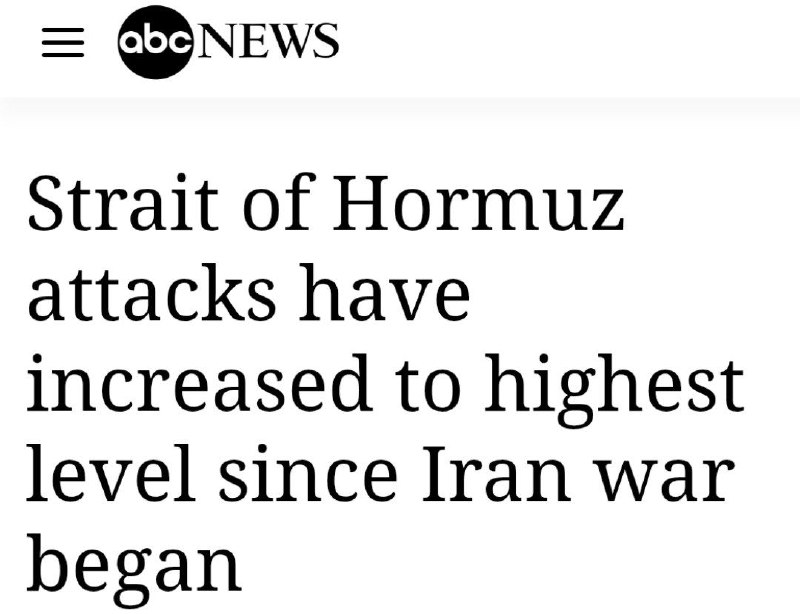 abc NEWS
Strait of Hormuz
attacks have
increased to highest
level since Iran war
began